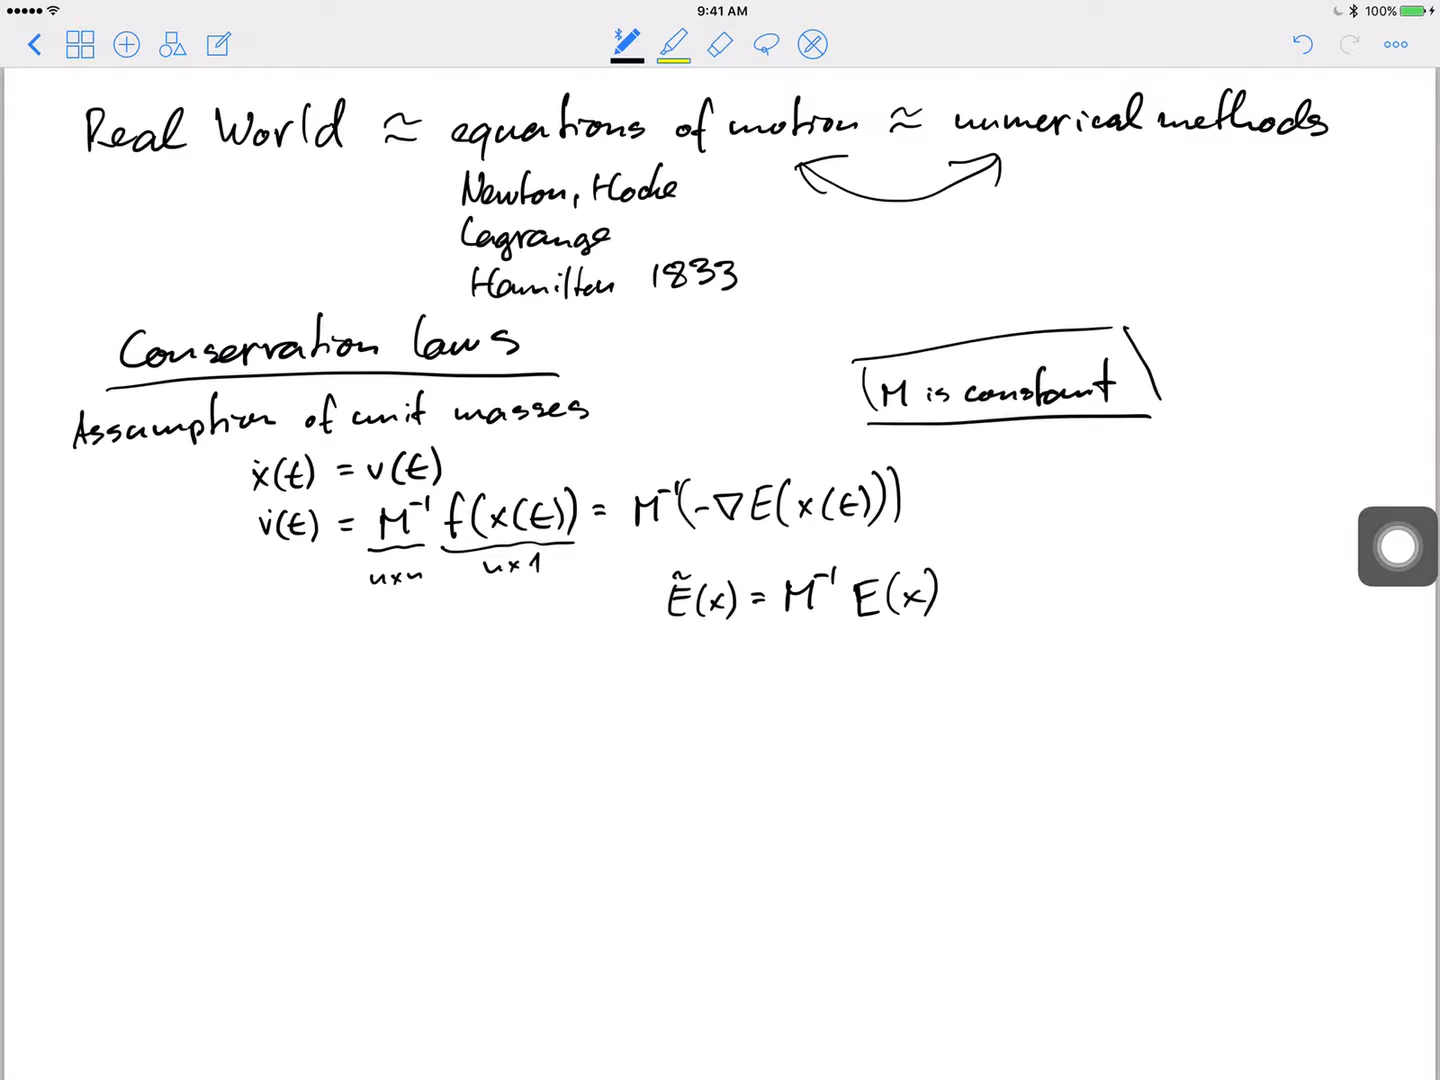 9:41 AM
100%
Real World ≈ equations of motion ≈ numerical methods
Newton, Hooke
Lagrange
Hamilton 1833
Conservation laws
M is constant
Assumption of unit masses
ẋ(t) = v(t)
v̇(t) = M⁻¹ f(x(t)) = M⁻¹(-∇E(x(t)))
n×n n×1
Ẽ(x) = M⁻¹ E(x)